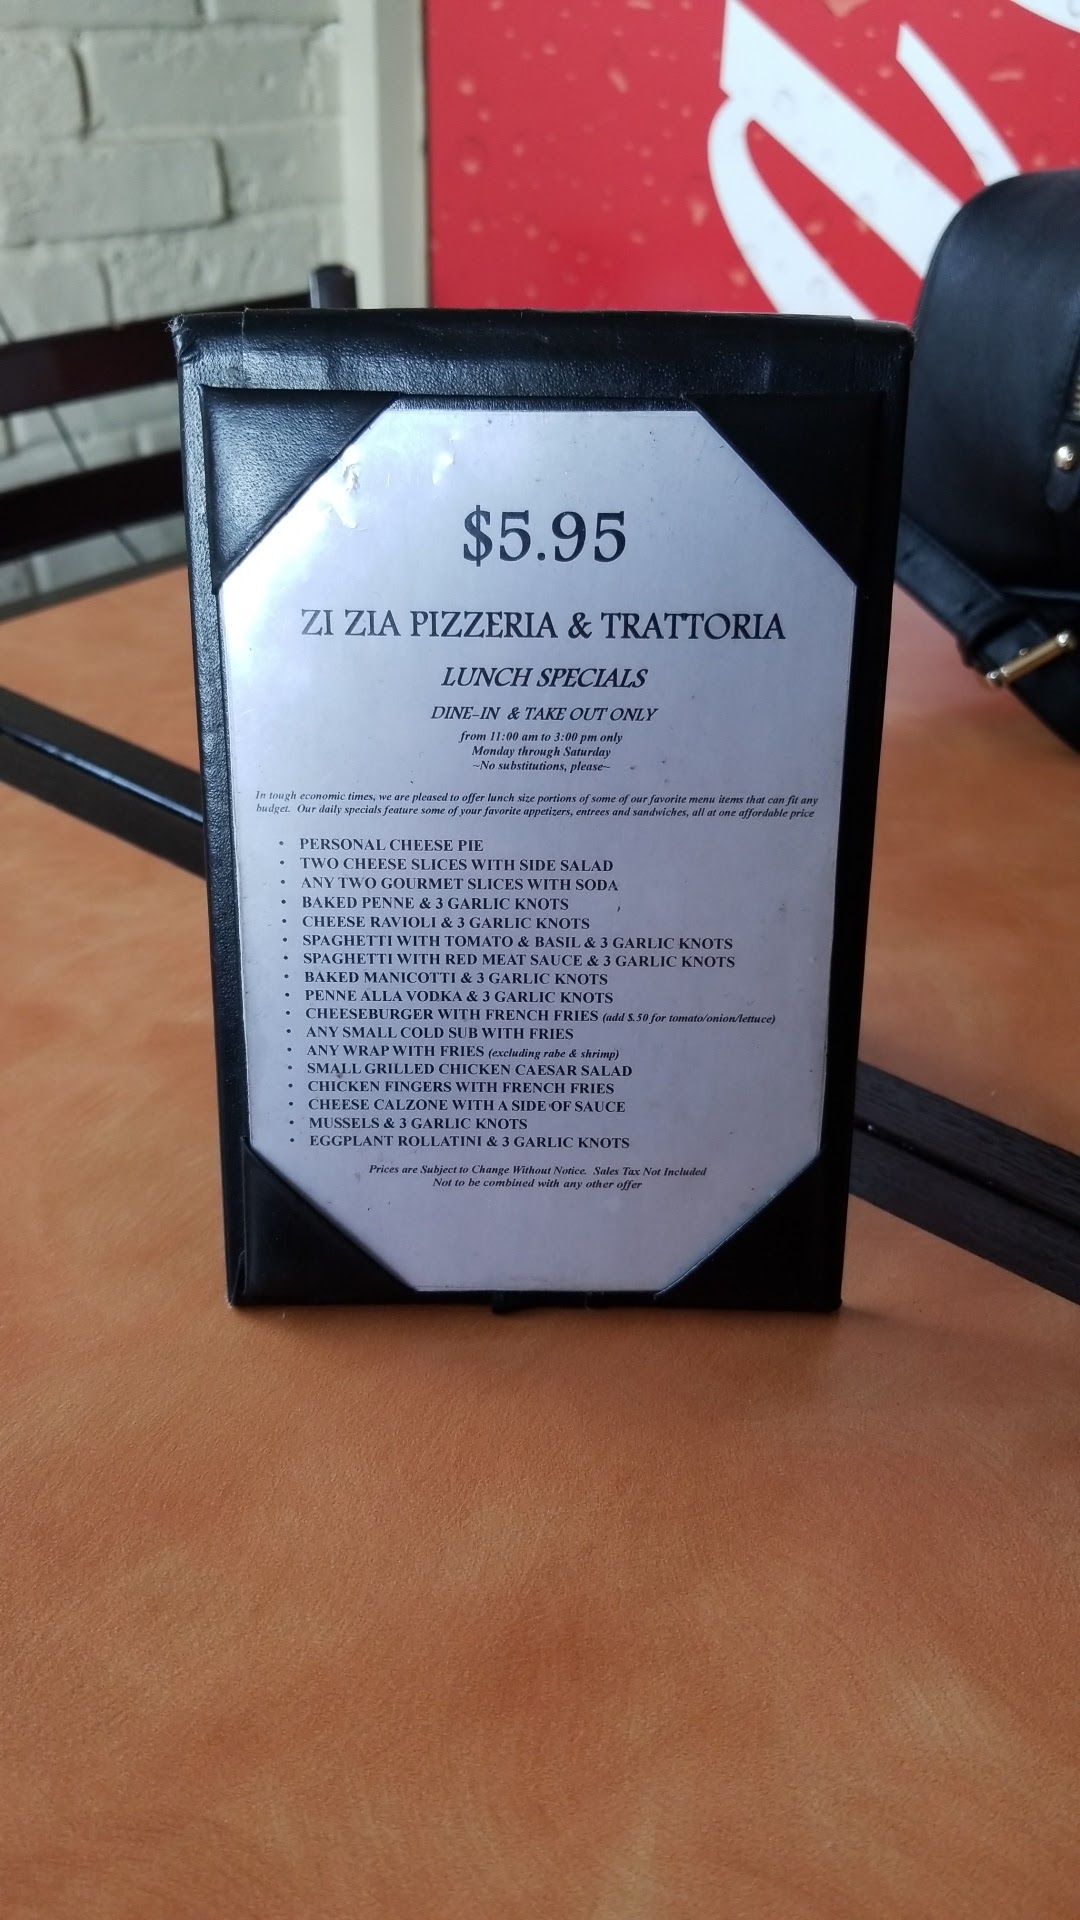 $5.95
ZI ZIA PIZZERIA & TRATTORIA
LUNCH SPECIALS
DINE-IN & TAKE OUT ONLY
from 11:00 am to 3:00 pm only
Monday through Saturday
~No substitutions, please~
In tough economic times, we are pleased to offer lunch size portions of some of our favorite menu items that can fit any
budget. Our daily specials feature some of your favorite appetizers, entrees and sandwiches, all at one affordable price
• PERSONAL CHEESE PIE
• TWO CHEESE SLICES WITH SIDE SALAD
• ANY TWO GOURMET SLICES WITH SODA
• BAKED PENNE & 3 GARLIC KNOTS
• CHEESE RAVIOLI & 3 GARLIC KNOTS
• SPAGHETTI WITH TOMATO & BASIL & 3 GARLIC KNOTS
• SPAGHETTI WITH RED MEAT SAUCE & 3 GARLIC KNOTS
• BAKED MANICOTTI & 3 GARLIC KNOTS
• PENNE ALLA VODKA & 3 GARLIC KNOTS
• CHEESEBURGER WITH FRENCH FRIES (add $.50 for tomato/onion/lettuce)
• ANY SMALL COLD SUB WITH FRIES
• ANY WRAP WITH FRIES (excluding rabe & shrimp)
• SMALL GRILLED CHICKEN CAESAR SALAD
• CHICKEN FINGERS WITH FRENCH FRIES
• CHEESE CALZONE WITH A SIDE OF SAUCE
• MUSSELS & 3 GARLIC KNOTS
• EGGPLANT ROLLATINI & 3 GARLIC KNOTS
Prices are Subject to Change Without Notice. Sales Tax Not Included
Not to be combined with any other offer